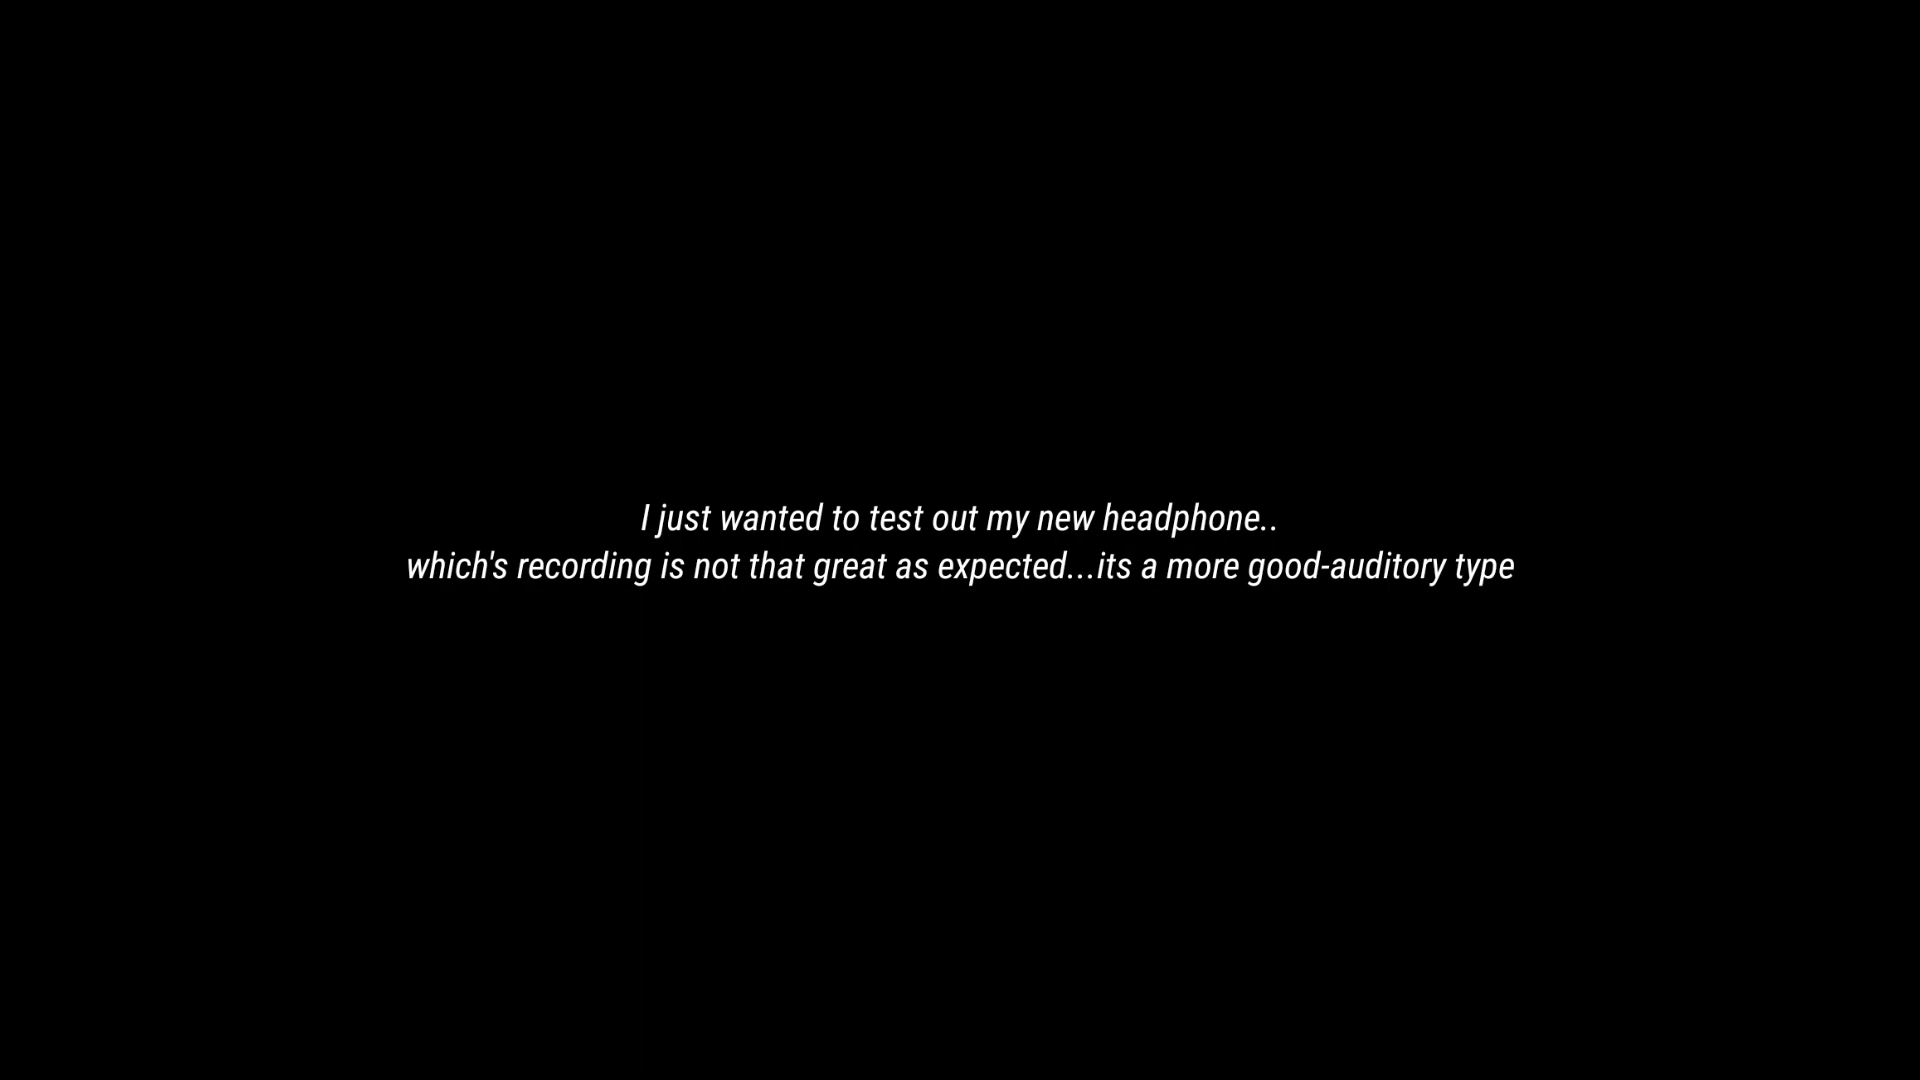 I just wanted to test out my new headphone..
which's recording is not that great as expected...its a more good-auditory type